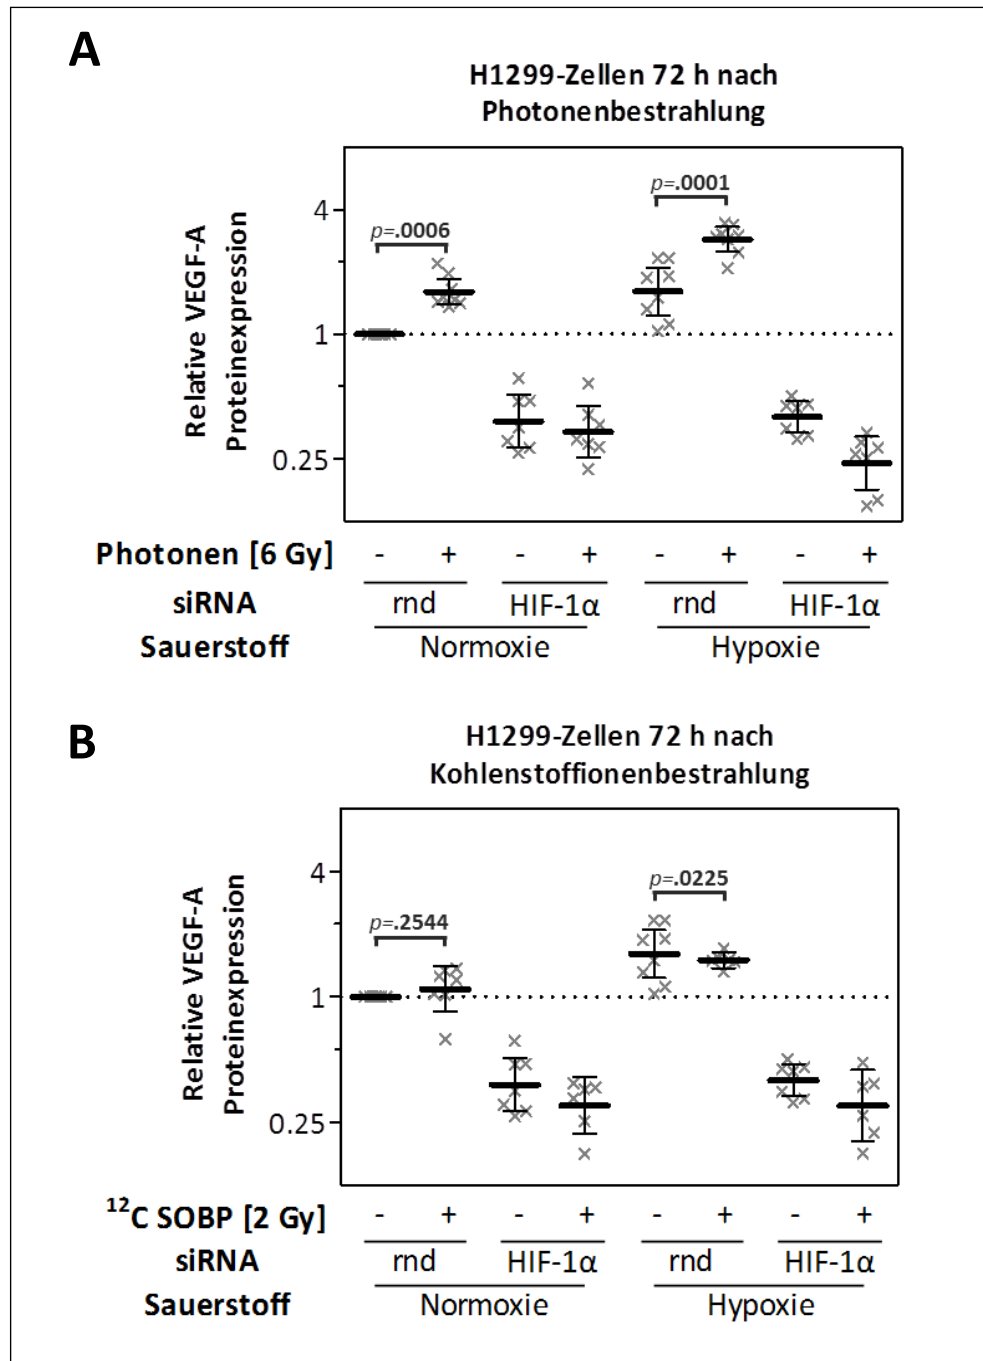 A
H1299-Zellen 72 h nach
Photonenbestrahlung
Relative VEGF-A
Proteinexpression
4
1
0.25
p=.0006
p=.0001
Photonen [6 Gy] - + - + - + - +
siRNA rnd HIF-1α rnd HIF-1α
Sauerstoff Normoxie Hypoxie
B
H1299-Zellen 72 h nach
Kohlenstoffionenbestrahlung
Relative VEGF-A
Proteinexpression
4
1
0.25
p=.2544
p=.0225
¹²C SOBP [2 Gy] - + - + - + - +
siRNA rnd HIF-1α rnd HIF-1α
Sauerstoff Normoxie Hypoxie